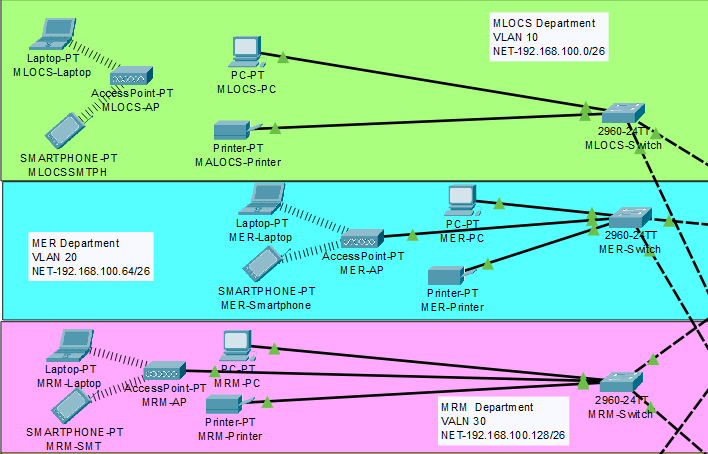 MLOCS Department
VLAN 10
NET-192.168.100.0/26
Laptop-PT
MLOCS-Laptop
AccessPoint-PT
MLOCS-AP
PC-PT
MLOCS-PC
SMARTPHONE-PT
MLOCSSMTPH
Printer-PT
MALOCS-Printer
2960-24TT
MLOCS-Switch
MER Department
VLAN 20
NET-192.168.100.64/26
Laptop-PT
MER-Laptop
AccessPoint-PT
MER-AP
PC-PT
MER-PC
SMARTPHONE-PT
MER-Smartphone
Printer-PT
MER-Printer
2960-24TT
MER-Switch
Laptop-PT
MRM-Laptop
AccessPoint-PT
MRM-AP
PC-PT
MRM-PC
SMARTPHONE-PT
MRM-SMT
Printer-PT
MRM-Printer
2960-24TT
MRM-Switch
MRM Department
VALN 30
NET-192.168.100.128/26